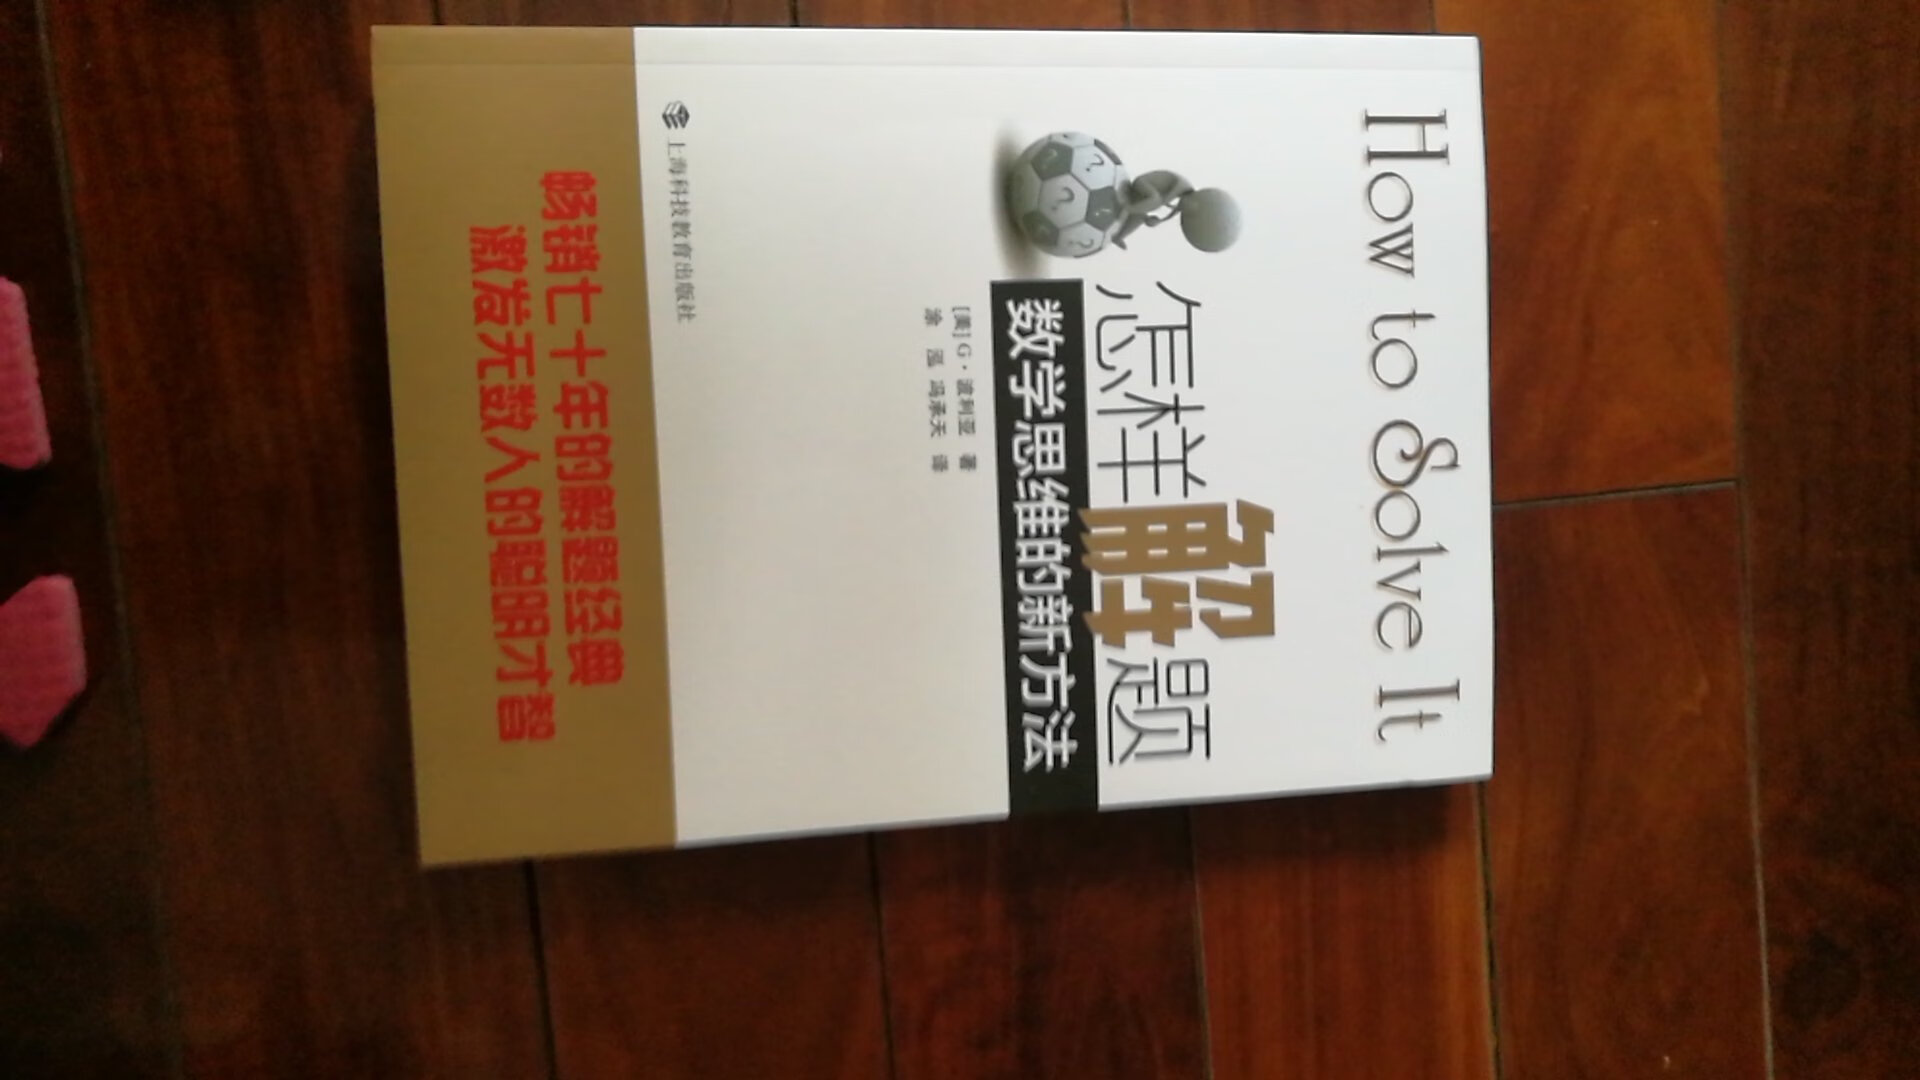 How to Solve It
怎样解题
数学思维的新方法
[美] G·波利亚 著
涂 泓 冯承天 译
上海科技教育出版社
畅销七十年的解题经典
激发无数人的聪明才智